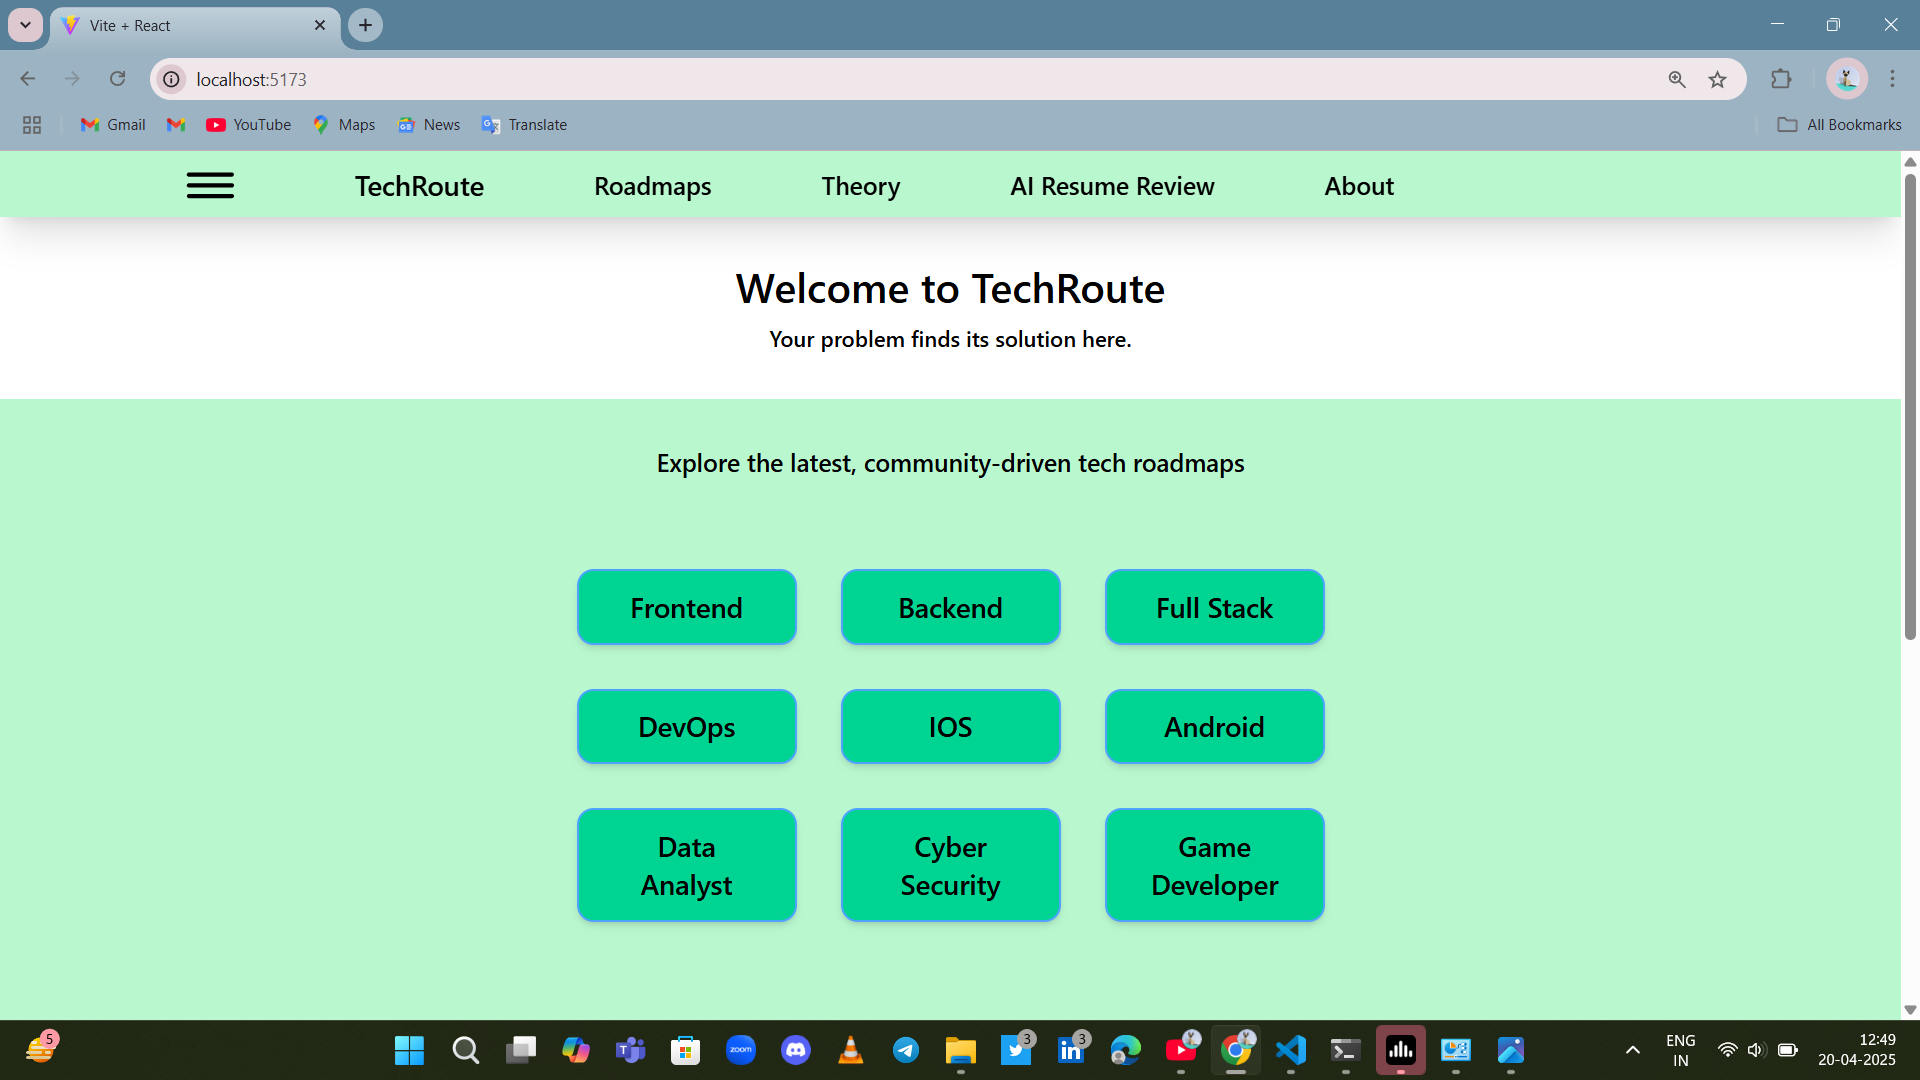 Vite + React
localhost:5173
Gmail
YouTube
Maps
News
Translate
All Bookmarks
TechRoute
Roadmaps
Theory
AI Resume Review
About
Welcome to TechRoute
Your problem finds its solution here.
Explore the latest, community-driven tech roadmaps
Frontend
Backend
Full Stack
DevOps
IOS
Android
Data
Analyst
Cyber
Security
Game
Developer
5
zoom
3
3
ENG
IN
12:49
20-04-2025